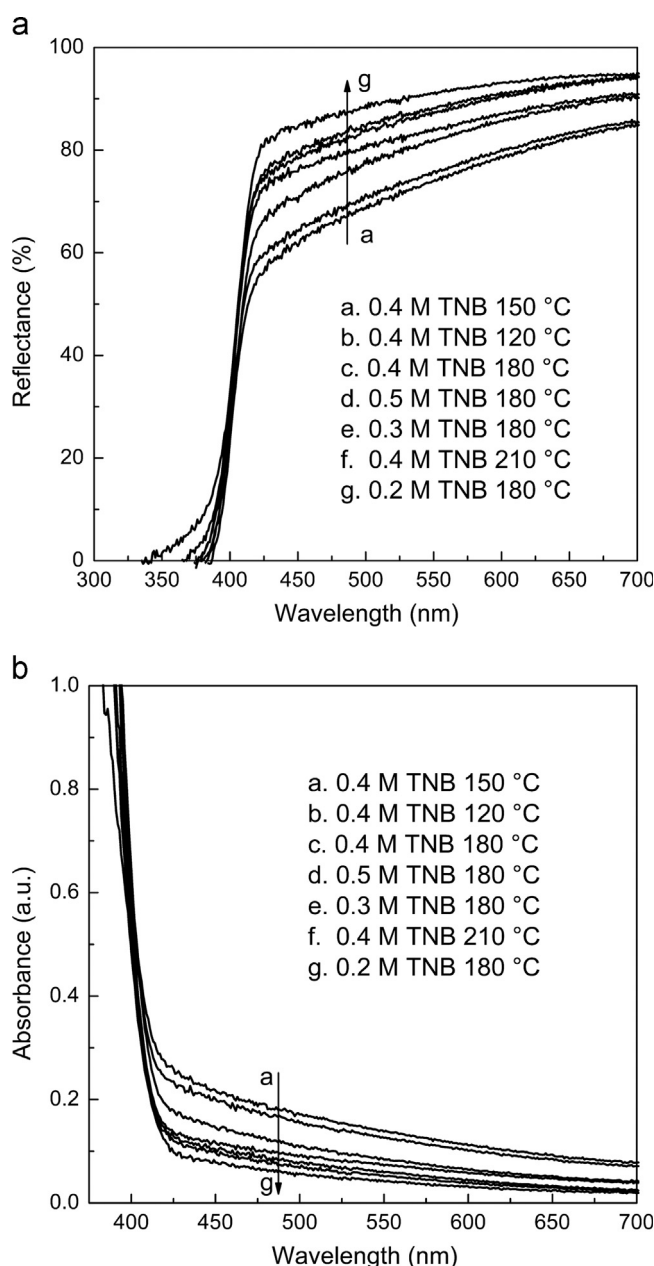 a
100
80
60
40
20
0
Reflectance (%)
g
a
a. 0.4 M TNB 150 °C
b. 0.4 M TNB 120 °C
c. 0.4 M TNB 180 °C
d. 0.5 M TNB 180 °C
e. 0.3 M TNB 180 °C
f. 0.4 M TNB 210 °C
g. 0.2 M TNB 180 °C
300 350 400 450 500 550 600 650 700
Wavelength (nm)
b
1.0
0.8
0.6
0.4
0.2
0.0
Absorbance (a.u.)
a. 0.4 M TNB 150 °C
b. 0.4 M TNB 120 °C
c. 0.4 M TNB 180 °C
d. 0.5 M TNB 180 °C
e. 0.3 M TNB 180 °C
f. 0.4 M TNB 210 °C
g. 0.2 M TNB 180 °C
a
g
400 450 500 550 600 650 700
Wavelength (nm)